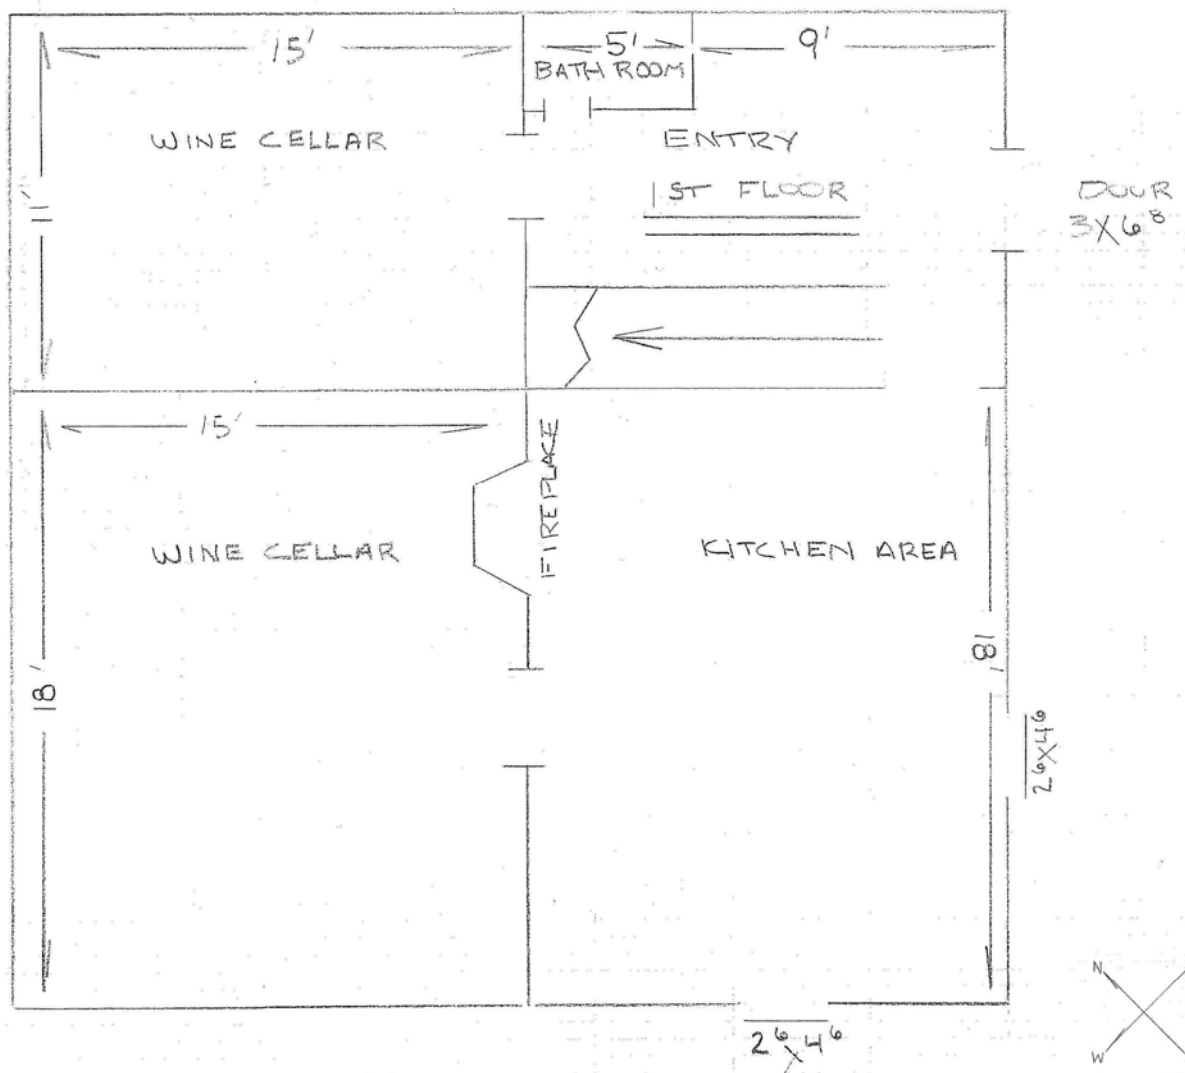 15'
5'
9'
BATH ROOM
WINE CELLAR
ENTRY
1ST FLOOR
DOOR
3X6⁸
11'
15'
FIREPLACE
WINE CELLAR
KITCHEN AREA
18'
18'
2⁶X4⁶
2⁶X4⁶
N
W